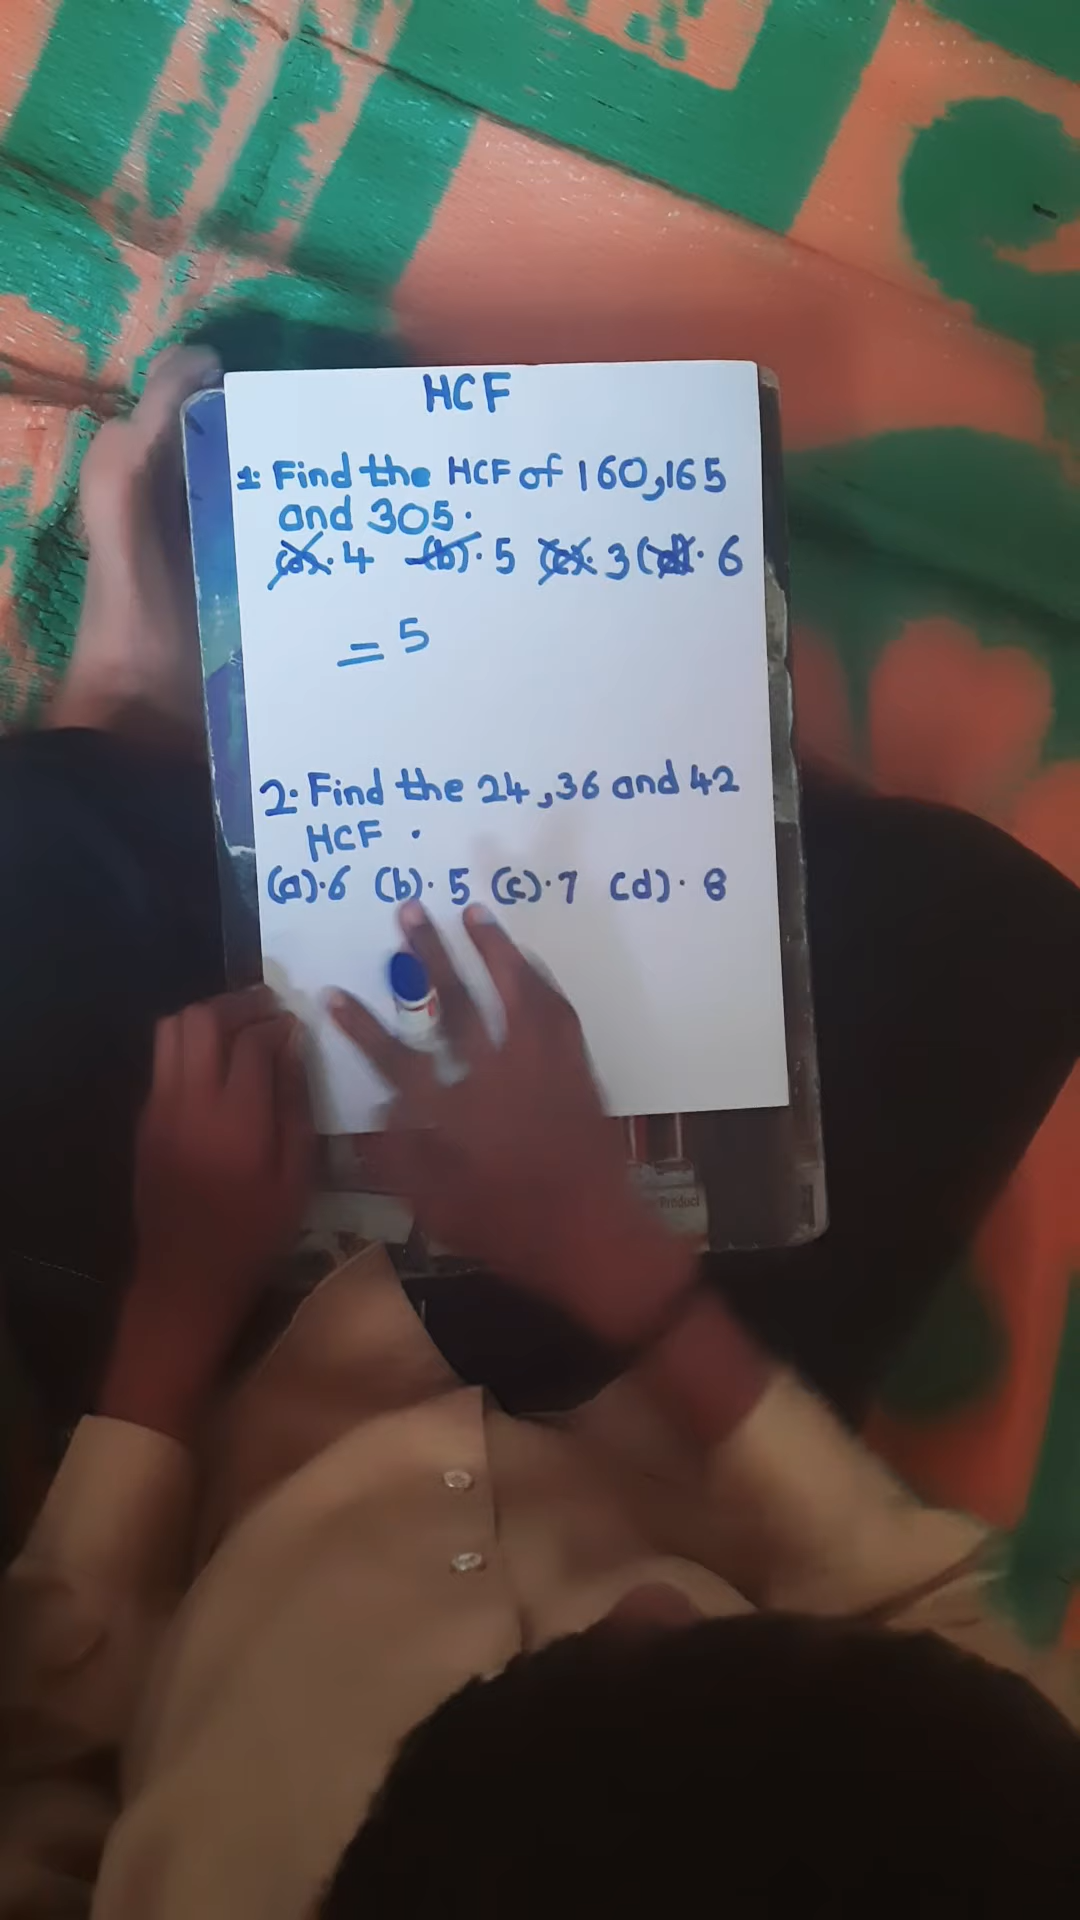 HCF
1. Find the HCF of 160,165
and 305.
(a). 4 (b). 5 (c). 3 (d). 6
= 5
2. Find the 24,36 and 42
HCF .
(a).6 (b). 5 (c).7 (d). 8
Product